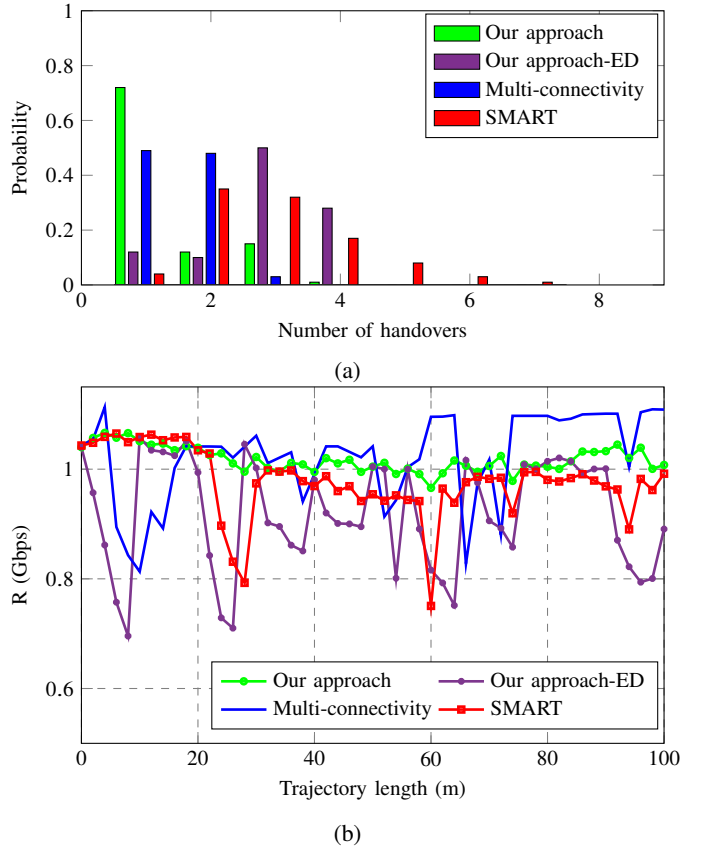 1
0.8
0.6
0.4
0.2
0
Probability
Our approach
Our approach-ED
Multi-connectivity
SMART
0 2 4 6 8
Number of handovers
(a)
1
0.8
0.6
R (Gbps)
Our approach Our approach-ED
Multi-connectivity SMART
0 20 40 60 80 100
Trajectory length (m)
(b)